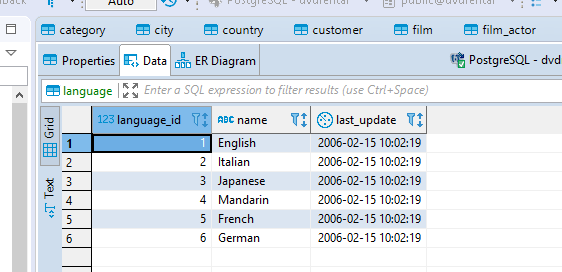 Auto
PostgreSQL - dvdrental
public@dvdrental
category city country customer film film_actor
Properties Data ER Diagram PostgreSQL - dvd
language Enter a SQL expression to filter results (use Ctrl+Space)
Grid
Text
123 language_id ABC name last_update
1 1 English 2006-02-15 10:02:19
2 2 Italian 2006-02-15 10:02:19
3 3 Japanese 2006-02-15 10:02:19
4 4 Mandarin 2006-02-15 10:02:19
5 5 French 2006-02-15 10:02:19
6 6 German 2006-02-15 10:02:19